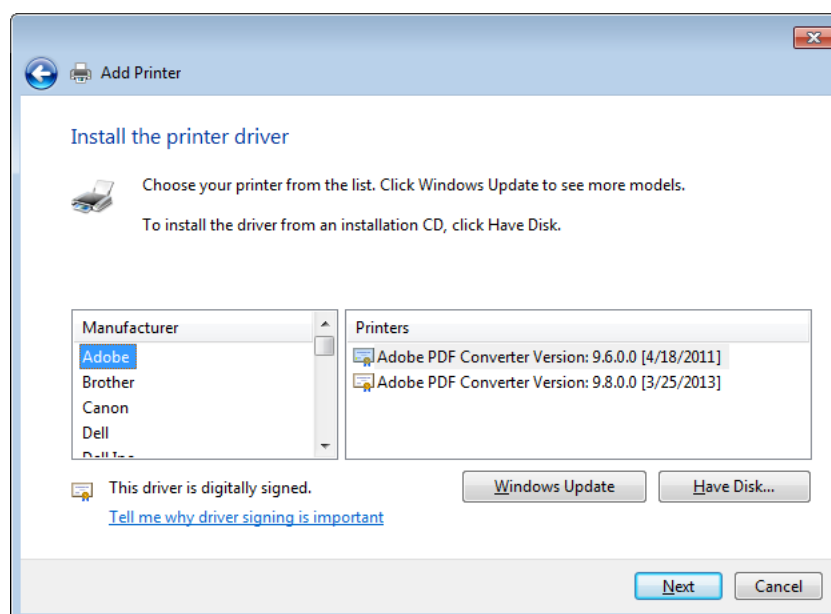 Add Printer
Install the printer driver
Choose your printer from the list. Click Windows Update to see more models.
To install the driver from an installation CD, click Have Disk.
Manufacturer
Adobe
Brother
Canon
Dell
Dell Inc
Printers
Adobe PDF Converter Version: 9.6.0.0 [4/18/2011]
Adobe PDF Converter Version: 9.8.0.0 [3/25/2013]
This driver is digitally signed.
Tell me why driver signing is important
Windows Update
Have Disk...
Next
Cancel